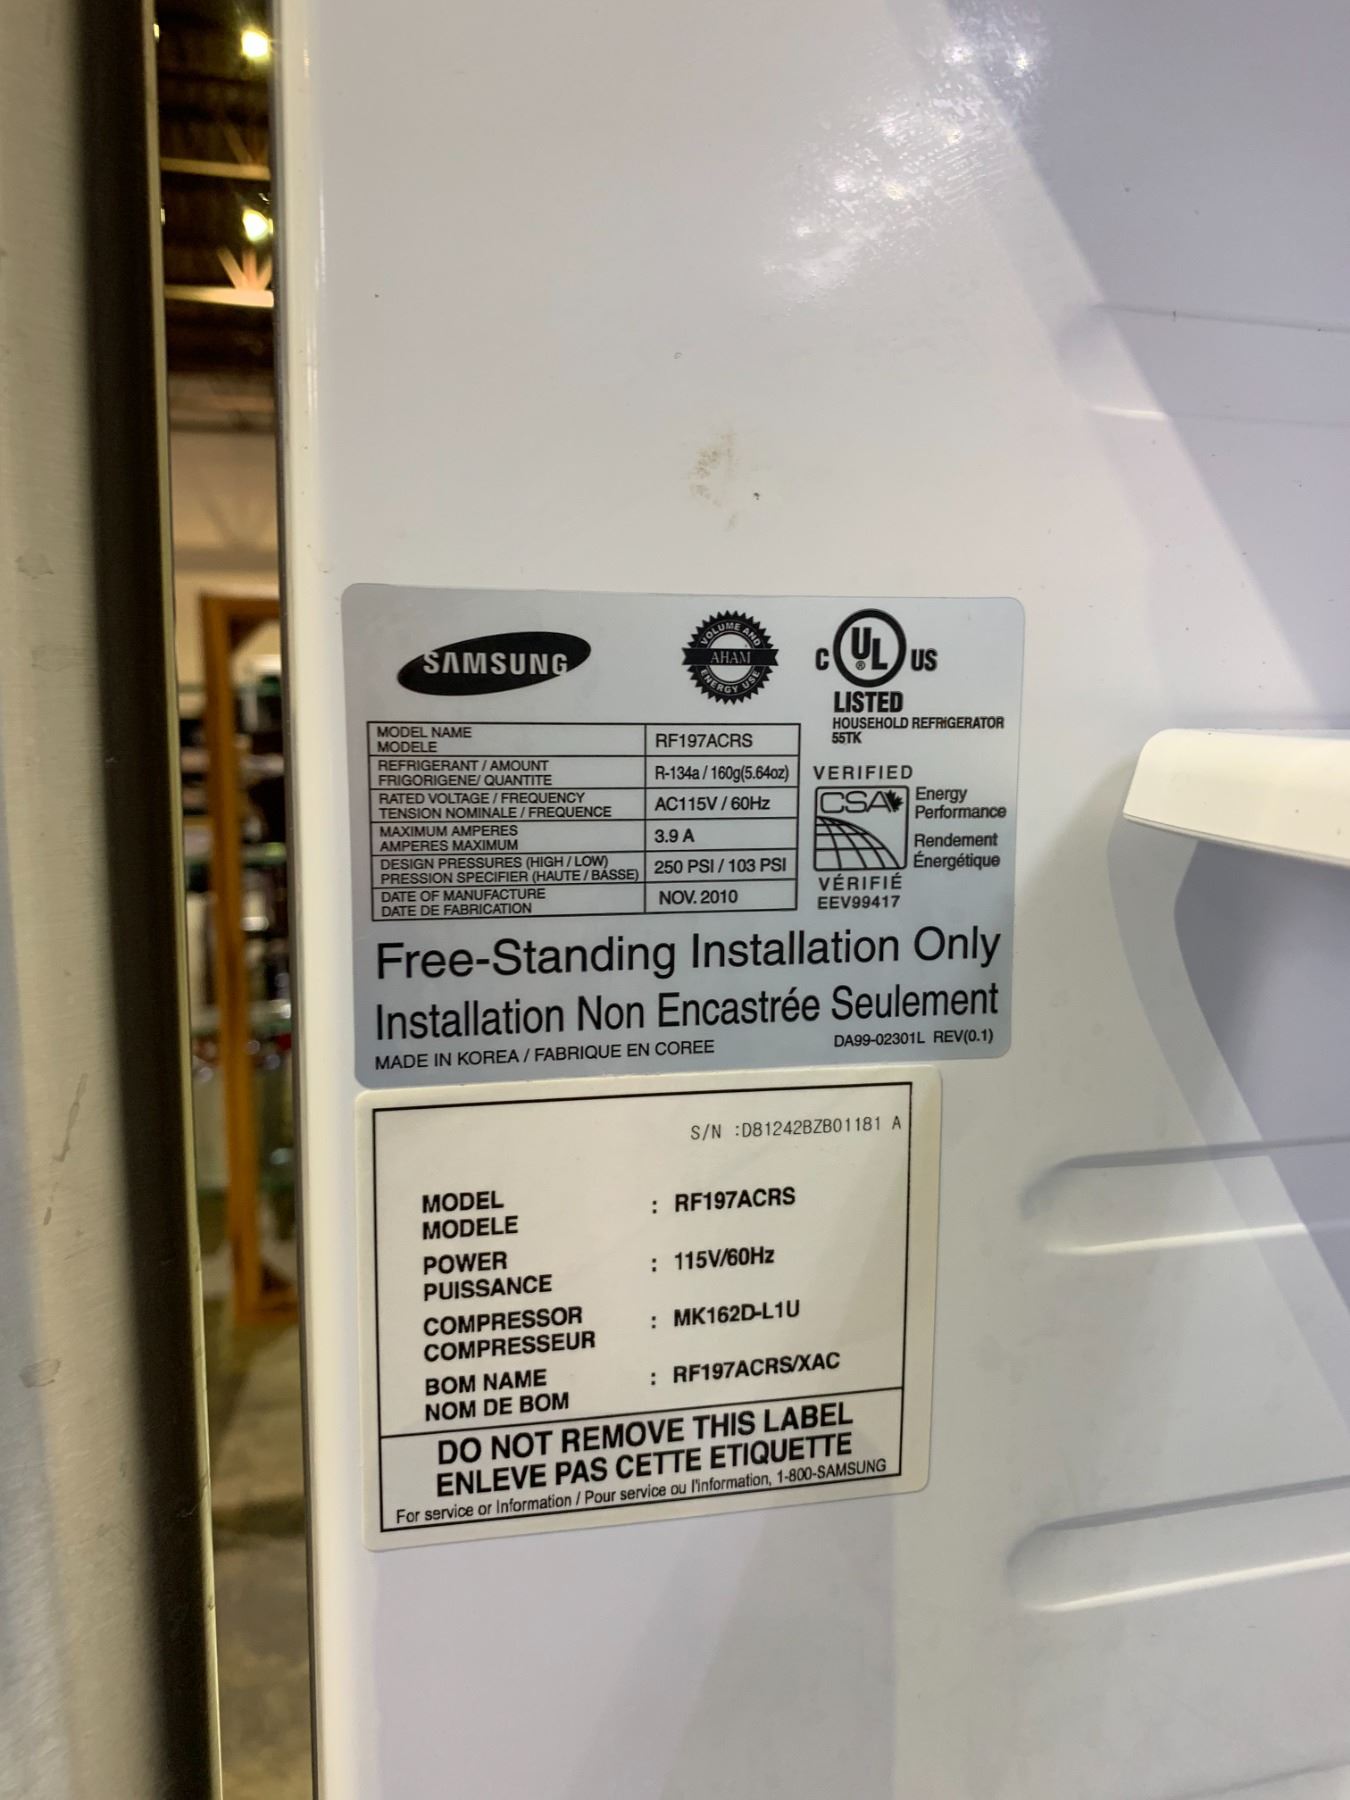 SAMSUNG
VOLUME AND
AHAM
ENERGY USE
C UL ® US
LISTED
HOUSEHOLD REFRIGERATOR
55TK
MODEL NAME
MODELE
RF197ACRS
REFRIGERANT / AMOUNT
FRIGORIGENE/ QUANTITE
R-134a / 160g(5.64oz)
RATED VOLTAGE / FREQUENCY
TENSION NOMINALE / FREQUENCE
AC115V / 60Hz
MAXIMUM AMPERES
AMPERES MAXIMUM
3.9 A
DESIGN PRESSURES (HIGH / LOW)
PRESSION SPECIFIER (HAUTE / BASSE)
250 PSI / 103 PSI
DATE OF MANUFACTURE
DATE DE FABRICATION
NOV. 2010
VERIFIED
CSA
Energy
Performance
Rendement
Énergétique
VÉRIFIÉ
EEV99417
Free-Standing Installation Only
Installation Non Encastrée Seulement
MADE IN KOREA / FABRIQUE EN COREE
DA99-02301L REV(0.1)
S/N :D81242BZB01181 A
MODEL : RF197ACRS
MODELE
POWER : 115V/60Hz
PUISSANCE
COMPRESSOR : MK162D-L1U
COMPRESSEUR
BOM NAME : RF197ACRS/XAC
NOM DE BOM
DO NOT REMOVE THIS LABEL
ENLEVE PAS CETTE ETIQUETTE
For service or Information / Pour service ou l'information, 1-800-SAMSUNG